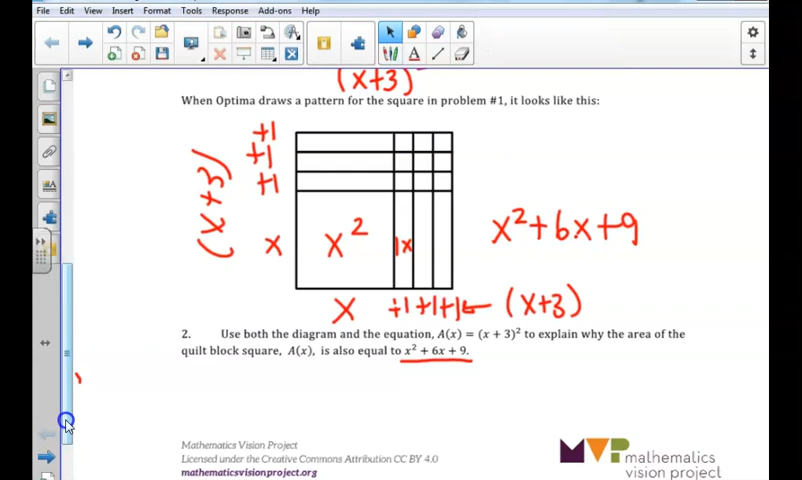 File Edit View Insert Format Tools Response Add-ons Help
(x+3)²
When Optima draws a pattern for the square in problem #1, it looks like this:
+1
+1
+1
(x+3)
x
x²
1x
x²+6x+9
x +1+1+1← (x+3)
2. Use both the diagram and the equation, A(x) = (x + 3)² to explain why the area of the
quilt block square, A(x), is also equal to x² + 6x + 9.
Mathematics Vision Project
Licensed under the Creative Commons Attribution CC BY 4.0
mathematicsvisionproject.org
MVP mathematics
vision project